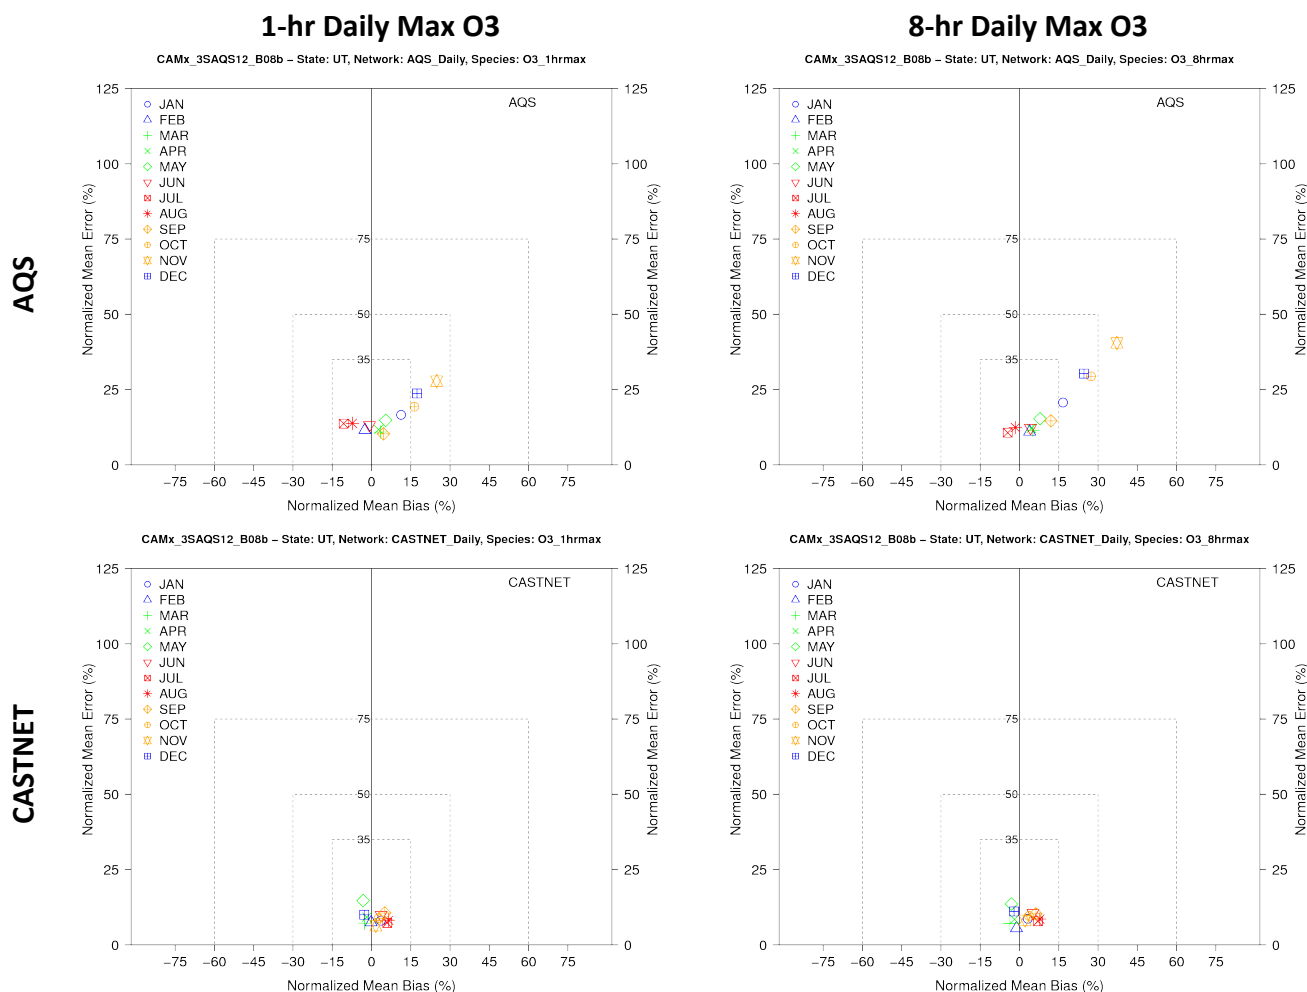 1-hr Daily Max O3
8-hr Daily Max O3
AQS
CAMx_3SAQS12_B08b – State: UT, Network: AQS_Daily, Species: O3_1hrmax
AQS
JAN
FEB
MAR
APR
MAY
JUN
JUL
AUG
SEP
OCT
NOV
DEC
125
100
75
50
25
0
125
100
75
50
25
0
75
50
35
−75 −60 −45 −30 −15 0 15 30 45 60 75
Normalized Mean Error (%)
Normalized Mean Error (%)
Normalized Mean Bias (%)
CAMx_3SAQS12_B08b – State: UT, Network: AQS_Daily, Species: O3_8hrmax
AQS
JAN
FEB
MAR
APR
MAY
JUN
JUL
AUG
SEP
OCT
NOV
DEC
125
100
75
50
25
0
125
100
75
50
25
0
75
50
35
−75 −60 −45 −30 −15 0 15 30 45 60 75
Normalized Mean Error (%)
Normalized Mean Error (%)
Normalized Mean Bias (%)
CASTNET
CAMx_3SAQS12_B08b – State: UT, Network: CASTNET_Daily, Species: O3_1hrmax
CASTNET
JAN
FEB
MAR
APR
MAY
JUN
JUL
AUG
SEP
OCT
NOV
DEC
125
100
75
50
25
0
125
100
75
50
25
0
75
50
35
−75 −60 −45 −30 −15 0 15 30 45 60 75
Normalized Mean Error (%)
Normalized Mean Error (%)
Normalized Mean Bias (%)
CAMx_3SAQS12_B08b – State: UT, Network: CASTNET_Daily, Species: O3_8hrmax
CASTNET
JAN
FEB
MAR
APR
MAY
JUN
JUL
AUG
SEP
OCT
NOV
DEC
125
100
75
50
25
0
125
100
75
50
25
0
75
50
35
−75 −60 −45 −30 −15 0 15 30 45 60 75
Normalized Mean Error (%)
Normalized Mean Error (%)
Normalized Mean Bias (%)